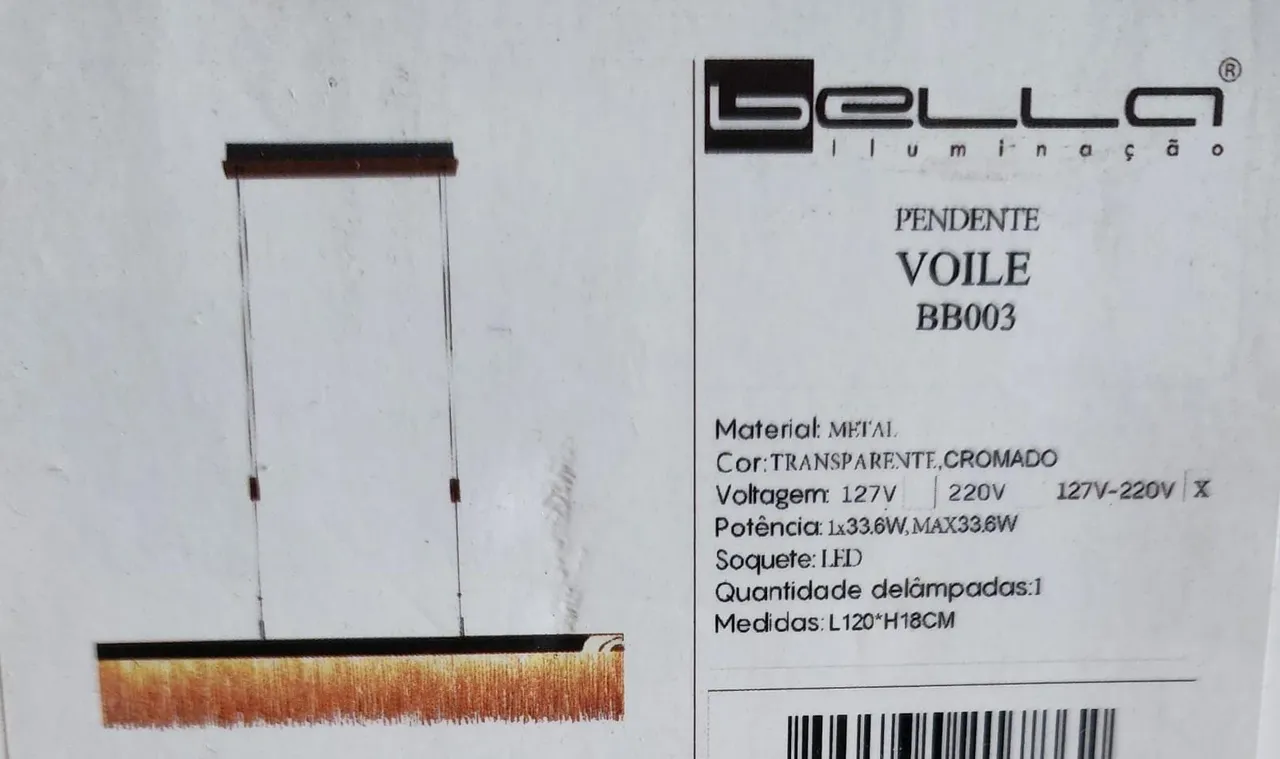 bella®
Iluminação
PENDENTE
VOILE
BB003
Material: METAL
Cor:TRANSPARENTE,CROMADO
Voltagem: 127V 220V 127V-220V X
Potência: 1x33.6W,MAX33.6W
Soquete: LED
Quantidade delâmpadas:1
Medidas: L120*H18CM